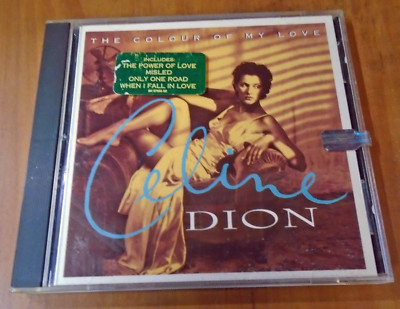 THE COLOUR OF MY LOVE
INCLUDES:
THE POWER OF LOVE
MISLED
ONLY ONE ROAD
WHEN I FALL IN LOVE
Celine
DION